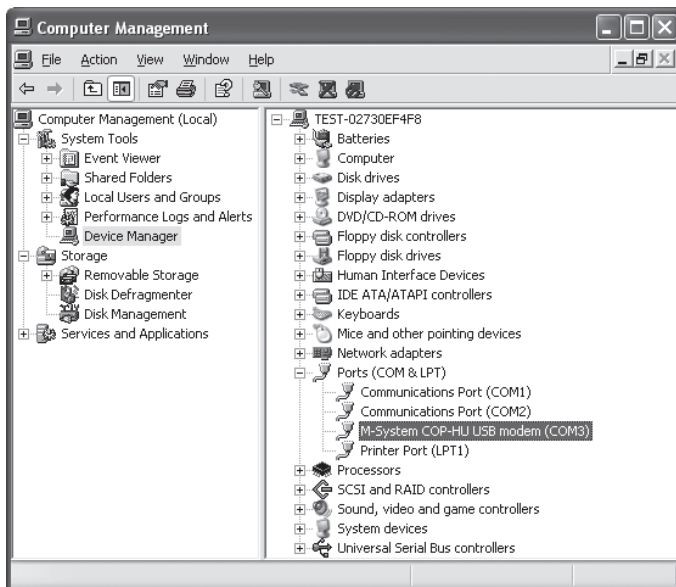 Computer Management
File Action View Window Help
Computer Management (Local)
System Tools
Event Viewer
Shared Folders
Local Users and Groups
Performance Logs and Alerts
Device Manager
Storage
Removable Storage
Disk Defragmenter
Disk Management
Services and Applications
TEST-02730EF4F8
Batteries
Computer
Disk drives
Display adapters
DVD/CD-ROM drives
Floppy disk controllers
Floppy disk drives
Human Interface Devices
IDE ATA/ATAPI controllers
Keyboards
Mice and other pointing devices
Network adapters
Ports (COM & LPT)
Communications Port (COM1)
Communications Port (COM2)
M-System COP-HU USB modem (COM3)
Printer Port (LPT1)
Processors
SCSI and RAID controllers
Sound, video and game controllers
System devices
Universal Serial Bus controllers